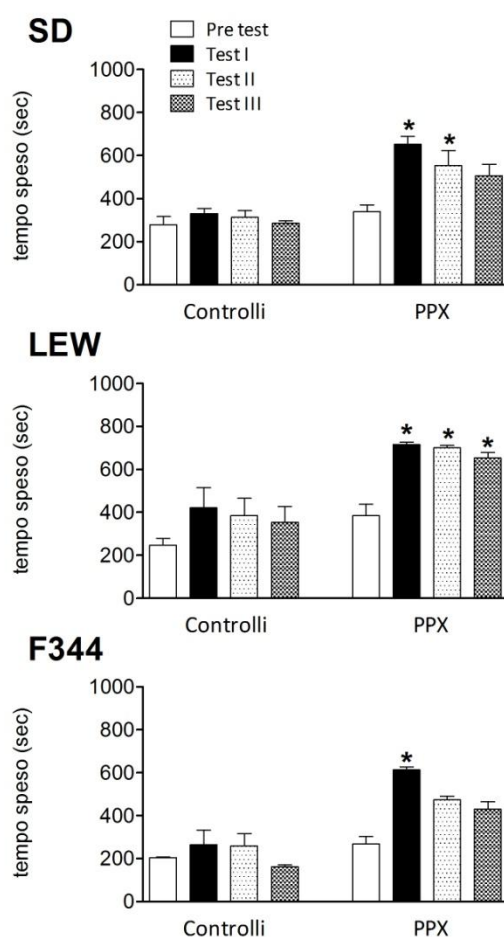 SD
Pre test
Test I
Test II
Test III
tempo speso (sec)
1000
800
600
400
200
0
* *
Controlli PPX
LEW
tempo speso (sec)
1000
800
600
400
200
0
* * *
Controlli PPX
F344
tempo speso (sec)
1000
800
600
400
200
0
*
Controlli PPX